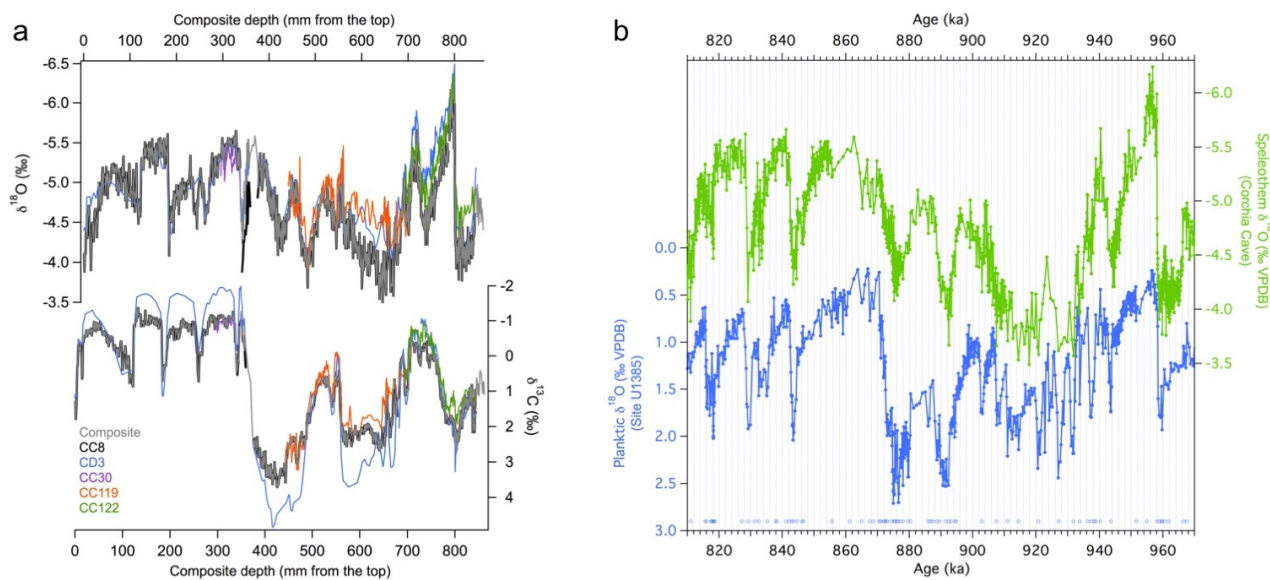 a
Composite depth (mm from the top)
0 100 200 300 400 500 600 700 800
-6.5
-6.0
-5.5
-5.0
-4.5
-4.0
-3.5
δ18O (‰)
-2
-1
0
1
2
3
4
δ13C (‰)
Composite
CC8
CD3
CC30
CC119
CC122
0 100 200 300 400 500 600 700 800
Composite depth (mm from the top)
b
Age (ka)
820 840 860 880 900 920 940 960
-6.0
-5.5
-5.0
-4.5
-4.0
-3.5
Speleothem δ18O (‰ VPDB)
(Corchia Cave)
0.0
0.5
1.0
1.5
2.0
2.5
3.0
Planktic δ18O (‰ VPDB)
(Site U1385)
820 840 860 880 900 920 940 960
Age (ka)